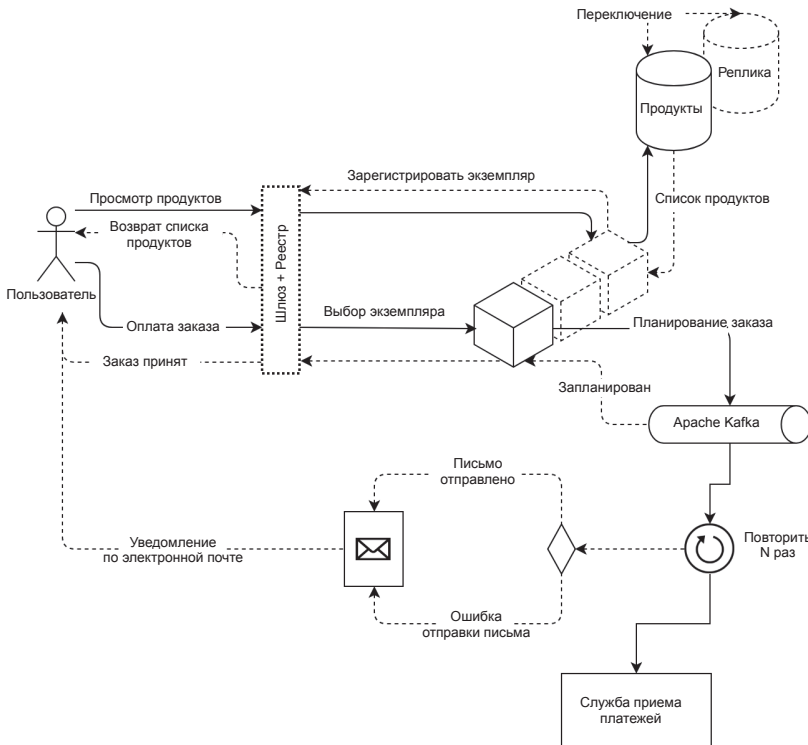 Переключение
Реплика
Продукты
Зарегистрировать экземпляр
Просмотр продуктов
Список продуктов
Возврат списка
продуктов
Шлюз + Реестр
Пользователь
Выбор экземпляра
Планирование заказа
Оплата заказа
Заказ принят
Запланирован
Apache Kafka
Письмо
отправлено
Уведомление
по электронной почте
Повторить
N раз
Ошибка
отправки письма
Служба приема
платежей